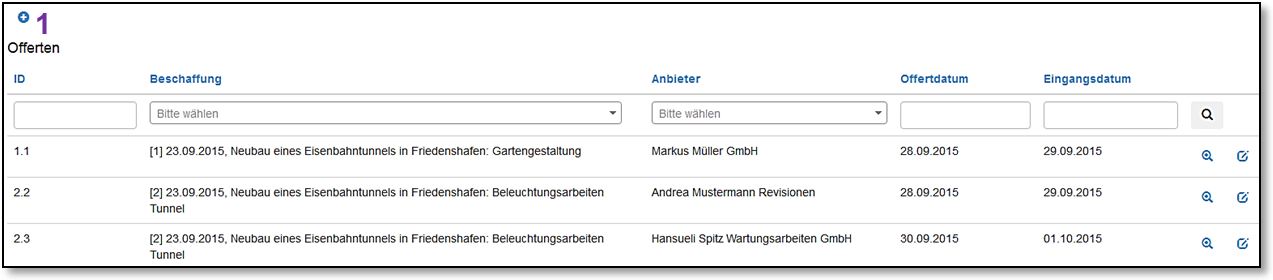 1
Offerten
ID Beschaffung Anbieter Offertdatum Eingangsdatum
Bitte wählen Bitte wählen
1.1 [1] 23.09.2015, Neubau eines Eisenbahntunnels in Friedenshafen: Gartengestaltung Markus Müller GmbH 28.09.2015 29.09.2015
2.2 [2] 23.09.2015, Neubau eines Eisenbahntunnels in Friedenshafen: Beleuchtungsarbeiten Andrea Mustermann Revisionen 28.09.2015 29.09.2015
Tunnel
2.3 [2] 23.09.2015, Neubau eines Eisenbahntunnels in Friedenshafen: Beleuchtungsarbeiten Hansueli Spitz Wartungsarbeiten GmbH 30.09.2015 01.10.2015
Tunnel